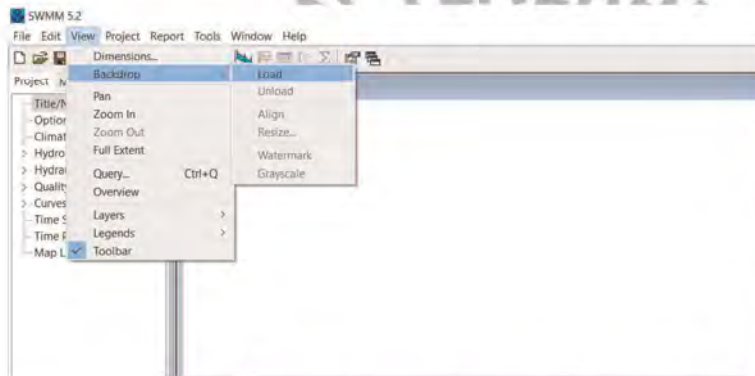 SWMM 5.2
File Edit View Project Report Tools Window Help
Dimensions...
Backdrop
Load
Project
Unload
Pan
Title/N
Option
Zoom In
Align
Climat
Zoom Out
Resize...
Hydro
Full Extent
Watermark
Hydrau
Query... Ctrl+Q
Grayscale
Quality
Overview
Curves
Time S
Layers
Time P
Legends
Map L
Toolbar